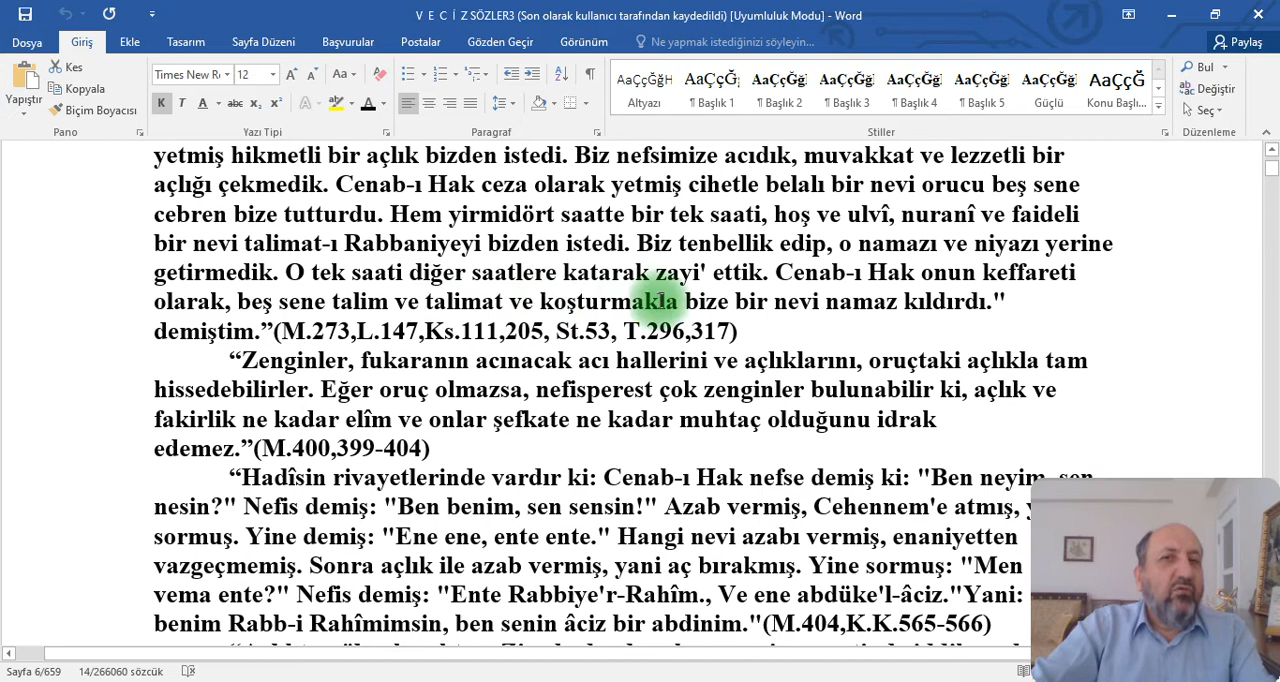 V E C İ Z SÖZLER3 (Son olarak kullanıcı tarafından kaydedildi) [Uyumluluk Modu] - Word
Dosya Giriş Ekle Tasarım Sayfa Düzeni Başvurular Postalar Gözden Geçir Görünüm Ne yapmak istediğinizi söyleyin... Paylaş
Yapıştır
Kes
Kopyala
Biçim Boyacısı
Times New Ro 12
AaÇçĞğH AaÇçĞğ AaÇçĞğ AaÇçĞğ AaÇçĞğ AaÇçĞğ AaÇçĞğ AaÇçĞ
Altyazı ¶ Başlık 1 ¶ Başlık 2 ¶ Başlık 3 ¶ Başlık 4 ¶ Başlık 5 Güçlü Konu Başlı...
Bul
Değiştir
Seç
Pano Yazı Tipi Paragraf Stiller Düzenleme
yetmiş hikmetli bir açlık bizden istedi. Biz nefsimize acıdık, muvakkat ve lezzetli bir
açlığı çekmedik. Cenab-ı Hak ceza olarak yetmiş cihetle belalı bir nevi orucu beş sene
cebren bize tutturdu. Hem yirmidört saatte bir tek saati, hoş ve ulvî, nuranî ve faideli
bir nevi talimat-ı Rabbaniyeyi bizden istedi. Biz tenbellik edip, o namazı ve niyazı yerine
getirmedik. O tek saati diğer saatlere katarak zayi' ettik. Cenab-ı Hak onun keffareti
olarak, beş sene talim ve talimat ve koşturmakla bize bir nevi namaz kıldırdı."
demiştim.”(M.273,L.147,Ks.111,205, St.53, T.296,317)
“Zenginler, fukaranın acınacak acı hallerini ve açlıklarını, oruçtaki açlıkla tam
hissedebilirler. Eğer oruç olmazsa, nefisperest çok zenginler bulunabilir ki, açlık ve
fakirlik ne kadar elîm ve onlar şefkate ne kadar muhtaç olduğunu idrak
edemez.”(M.400,399-404)
“Hadîsin rivayetlerinde vardır ki: Cenab-ı Hak nefse demiş ki: "Ben neyim, sen
nesin?" Nefis demiş: "Ben benim, sen sensin!" Azab vermiş, Cehennem'e atmış,
sormuş. Yine demiş: "Ene ene, ente ente." Hangi nevi azabı vermiş, enaniyetten
vazgeçmemiş. Sonra açlık ile azab vermiş, yani aç bırakmış. Yine sormuş: "Men
vema ente?" Nefis demiş: "Ente Rabbiye'r-Rahîm., Ve ene abdüke'l-âciz."Yani:
benim Rabb-i Rahîmimsin, ben senin âciz bir abdinim."(M.404,K.K.565-566)
Sayfa 6/659 14/266060 sözcük